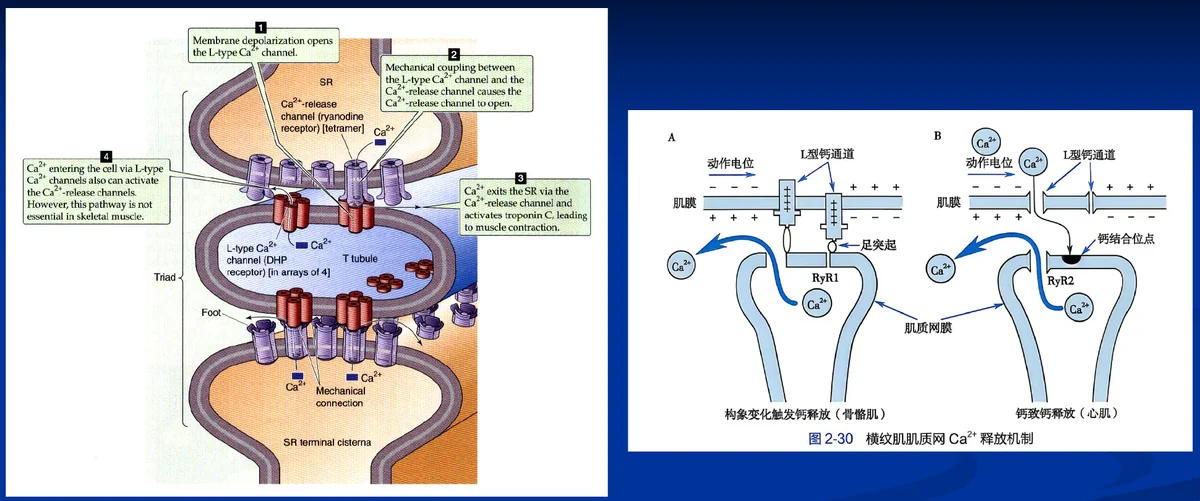 1
Membrane depolarization opens
the L-type Ca2+ channel.
2
Mechanical coupling between
the L-type Ca2+ channel and the
Ca2+-release channel causes the
Ca2+-release channel to open.
SR
Ca2+-release
channel (ryanodine
receptor) [tetramer]
Ca2+
4
Ca2+ entering the cell via L-type
Ca2+ channels also can activate
the Ca2+-release channels.
However, this pathway is not
essential in skeletal muscle.
3
Ca2+ exits the SR via the
Ca2+-release channel and
activates troponin C, leading
to muscle contraction.
L-type Ca2+
channel (DHP
receptor) [in arrays of 4]
Ca2+
T tubule
Triad
Foot
Ca2+
Ca2+
Mechanical
connection
SR terminal cisterna
A
动作电位
L型钙通道
肌膜
足突起
RyR1
Ca2+
Ca2+
肌质网膜
构象变化触发钙释放（骨骼肌）
B
Ca2+
动作电位
Ca2+
L型钙通道
肌膜
钙结合位点
Ca2+
RyR2
Ca2+
钙致钙释放（心肌）
图 2-30 横纹肌肌质网 Ca2+ 释放机制